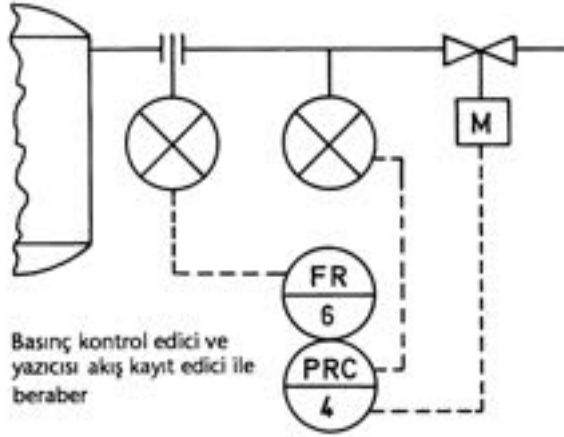 M
FR
6
PRC
4
Basınç kontrol edici ve
yazıcısı akış kayıt edici ile
beraber